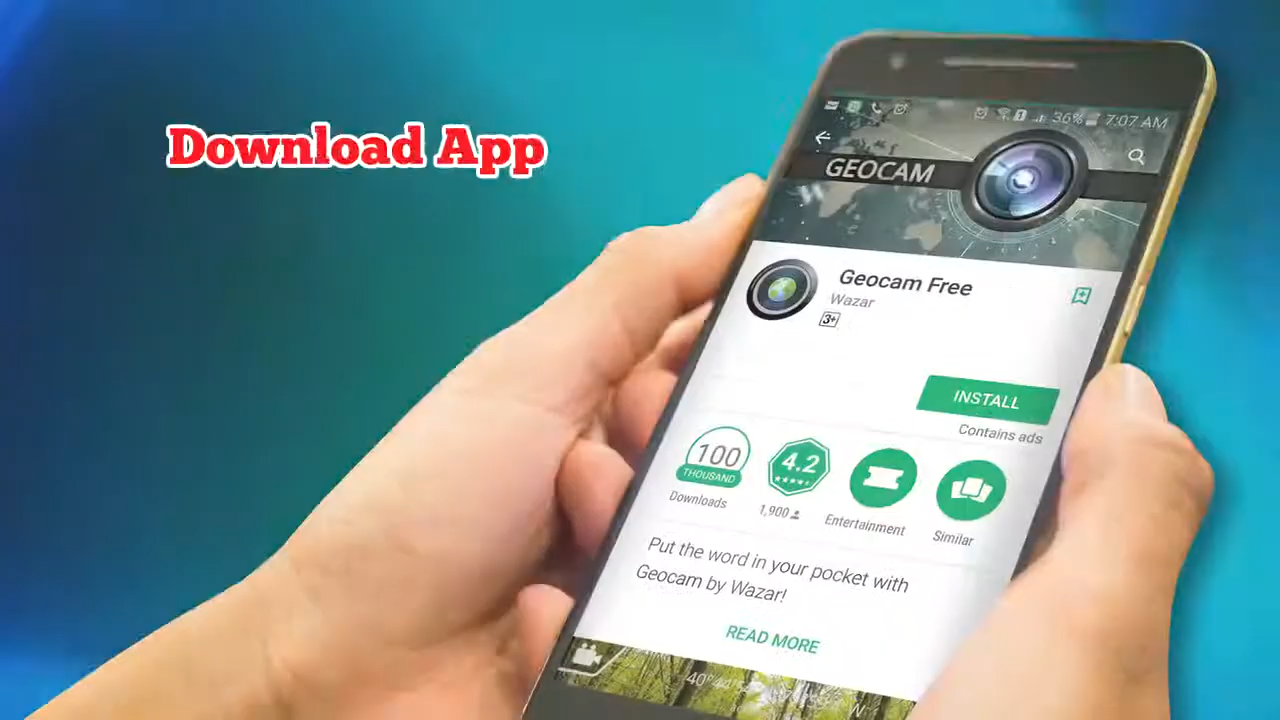 Download App
1 36% 7:07 AM
GEOCAM
Geocam Free
Wazar
3+
INSTALL
Contains ads
100
THOUSAND
Downloads
4.2
1,900
Entertainment
Similar
Put the word in your pocket with
Geocam by Wazar!
READ MORE